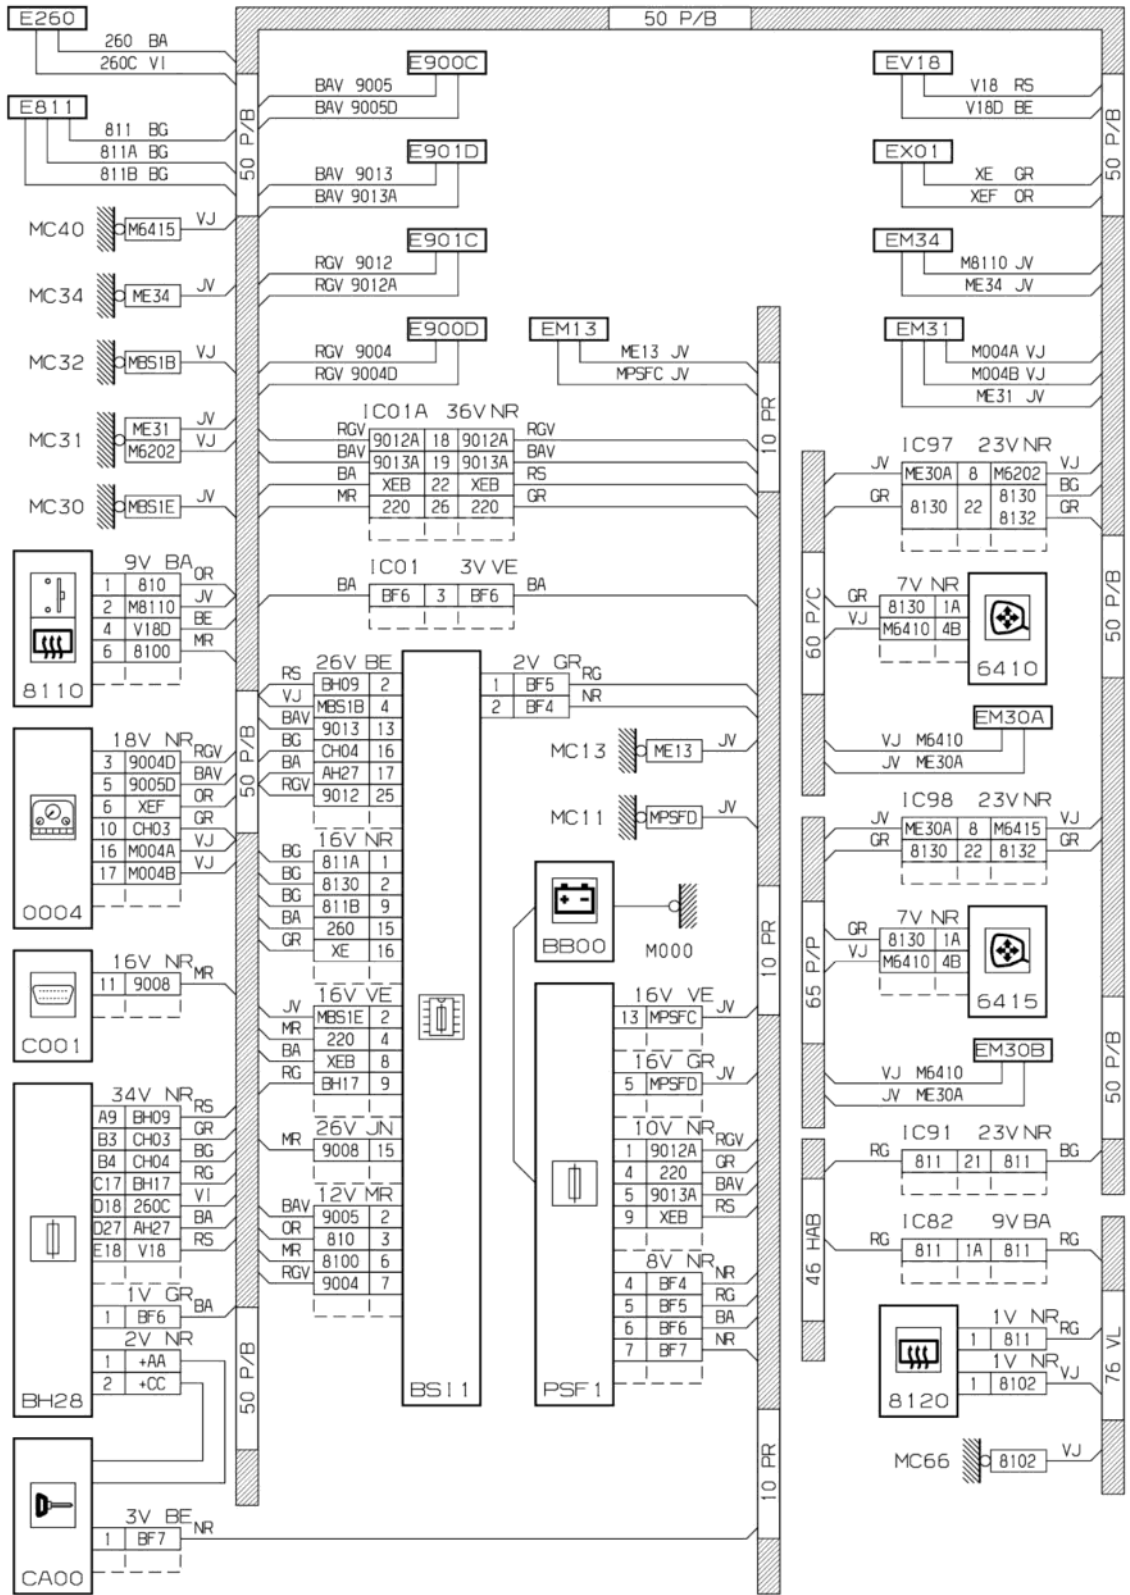 50 P/B
E260
260 BA
260C VI
E811
811 BG
811A BG
811B BG
50 P/B
MC40 M6415 VJ
MC34 ME34 JV
MC32 MBS1B VJ
MC31 ME31 JV
M6202 VJ
MC30 MBS1E JV
9V BA
1 810 OR
2 M8110 JV
4 V18D BE
6 8100 MR
8110
18V NR
3 9004D RGV
5 9005D BAV
6 XEF OR
10 CH03 GR
16 M004A VJ
17 M004B VJ
0004
50 P/B
16V NR
11 9008 MR
C001
34V NR
A9 BH09 RS
B3 CH03 GR
B4 CH04 BG
C17 BH17 RG
D18 260C VI
D27 AH27 BA
E18 V18 RS
1V GR
1 BF6 BA
2V NR
1 +AA
2 +CC
BH28
50 P/B
3V BE
1 BF7 NR
CA00
E900C
BAV 9005
BAV 9005D
E901D
BAV 9013
BAV 9013A
E901C
RGV 9012
RGV 9012A
E900D
RGV 9004
RGV 9004D
EM13
ME13 JV
MPSFC JV
10 PR
IC01A 36V NR
RGV 9012A 18 9012A RGV
BAV 9013A 19 9013A BAV
BA XEB 22 XEB RS
MR 220 26 220 GR
IC01 3V VE
BA BF6 3 BF6 BA
26V BE
RS BH09 2
VJ MBS1B 4
BAV 9013 13
BG CH04 16
BA AH27 17
RGV 9012 25
16V NR
BG 811A 1
BG 8130 2
BG 811B 9
BA 260 15
GR XE 16
16V VE
JV MBS1E 2
MR 220 4
BA XEB 8
RG BH17 9
26V JN
MR 9008 15
12V MR
BAV 9005 2
OR 810 3
MR 8100 6
RGV 9004 7
BSI1
2V GR
1 BF5 RG
2 BF4 NR
MC13 ME13 JV
MC11 MPSFD JV
BB00
M000
10 PR
16V VE
13 MPSFC JV
16V GR
5 MPSFD JV
10V NR
1 9012A RGV
4 220 GR
5 9013A BAV
9 XEB RS
8V NR
4 BF4 NR
5 BF5 RG
6 BF6 BA
7 BF7 NR
PSF1
10 PR
EV18
V18 RS
V18D BE
50 P/B
EX01
XE GR
XEF OR
EM34
M8110 JV
ME34 JV
EM31
M004A VJ
M004B VJ
ME31 JV
IC97 23V NR
JV ME30A 8 M6202 VJ
GR 8130 22 8130 BG
8132 GR
60 P/C
50 P/B
7V NR
GR 8130 1A
VJ M6410 4B
6410
EM30A
VJ M6410
JV ME30A
IC98 23V NR
JV ME30A 8 M6415 VJ
GR 8130 22 8132 GR
65 P/P
7V NR
GR 8130 1A
VJ M6410 4B
6415
EM30B
VJ M6410
JV ME30A
50 P/B
IC91 23V NR
RG 811 21 811 BG
46 HAB
IC82 9V BA
RG 811 1A 811 RG
1V NR
1 811 RG
1V NR
1 8102 VJ
8120
76 VL
MC66 8102 VJ